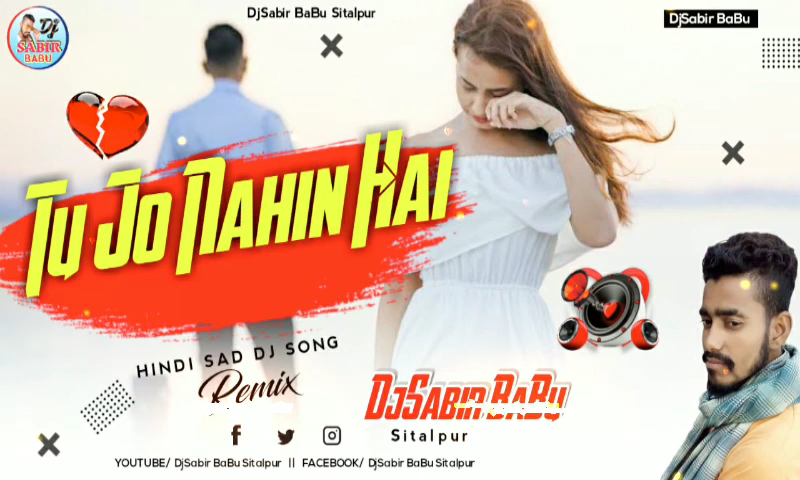 DjSabir BaBu Sitalpur
DjSabir BaBu
Dj
SABIR
BABU
Tu Jo Nahin Hai
HINDI SAD DJ SONG
Remix
DjSabir BaBu
Sitalpur
YOUTUBE/ DjSabir BaBu Sitalpur || FACEBOOK/ DjSabir BaBu Sitalpur